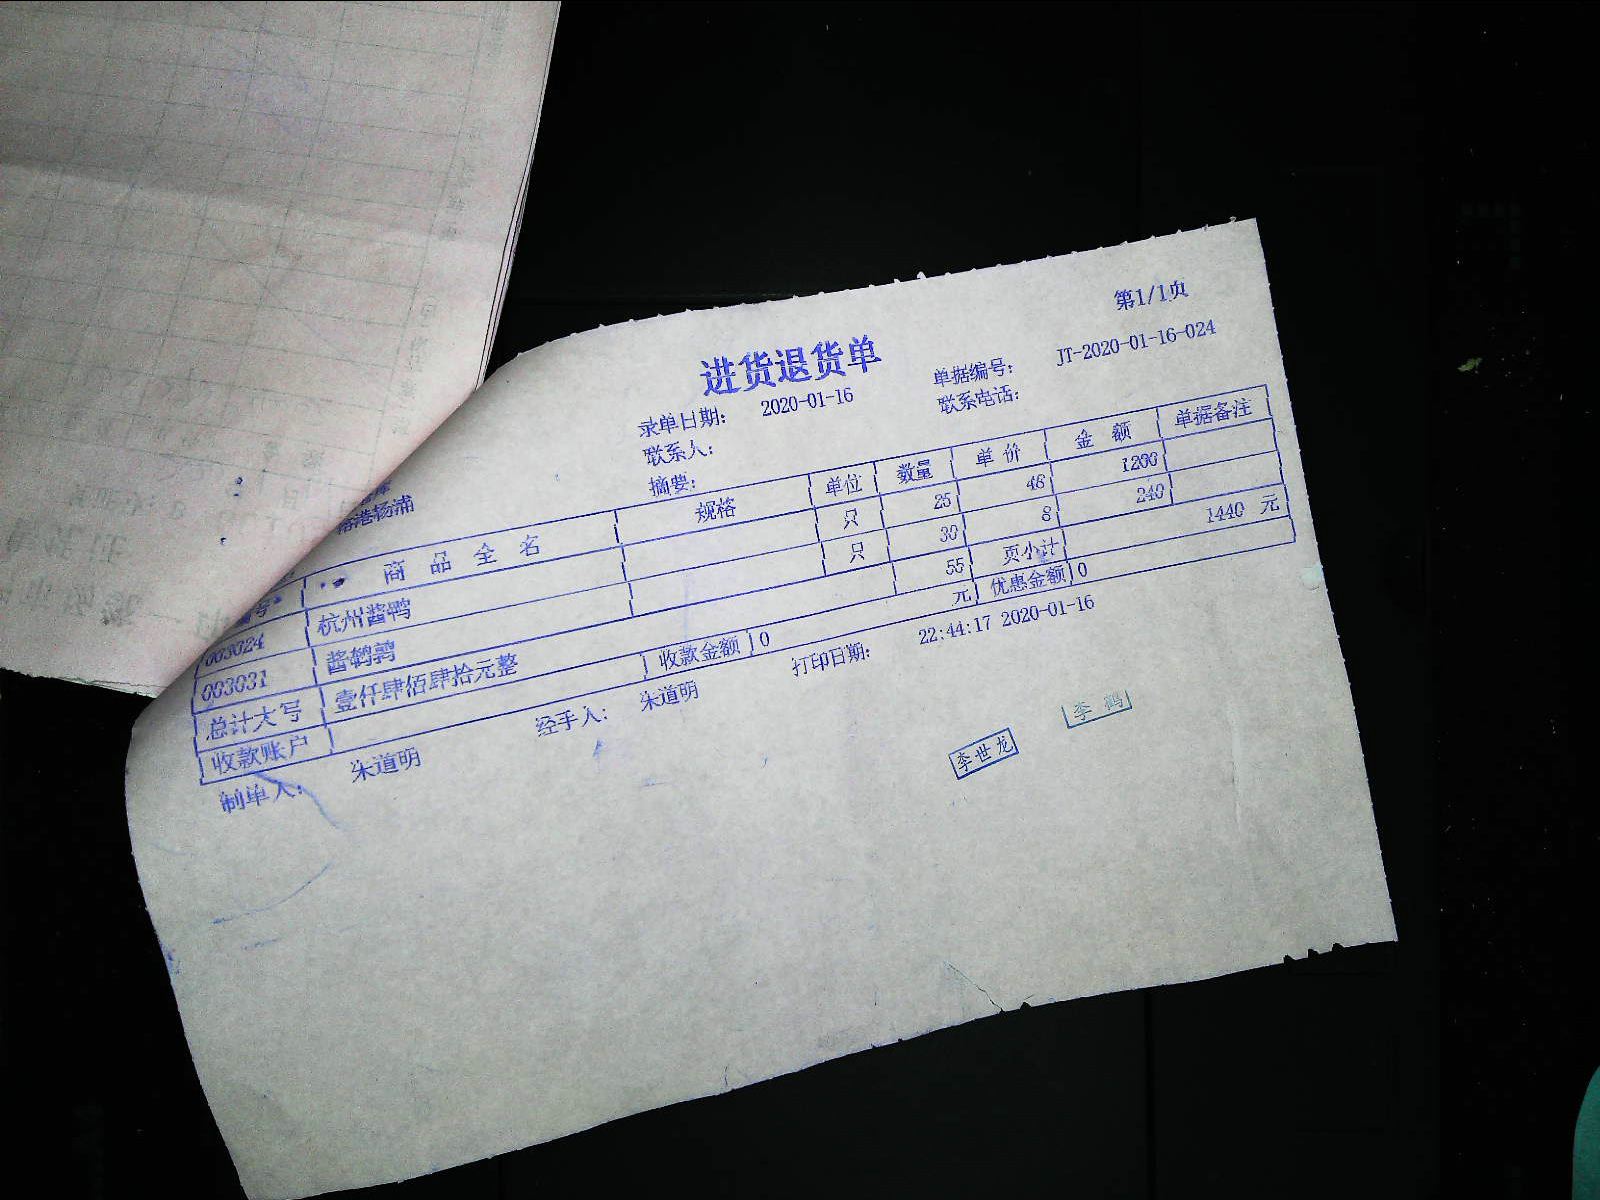 第1/1页
进货退货单
录单日期: 2020-01-16 单据编号: JT-2020-01-16-024
联系人: 联系电话:
港杨浦 摘要:
商品全名 规格 单位 数量 单价 金额 单据备注
003024 杭州酱鸭 只 25 48 1200
003031 酱鹌鹑 只 30 8 240
总计大写 壹仟肆佰肆拾元整 55 页小计 1440 元
收款账户 收款金额 0 元 优惠金额 0
制单人: 朱道明 经手人: 朱道明 打印日期: 22:44:17 2020-01-16
李世龙 李鹤